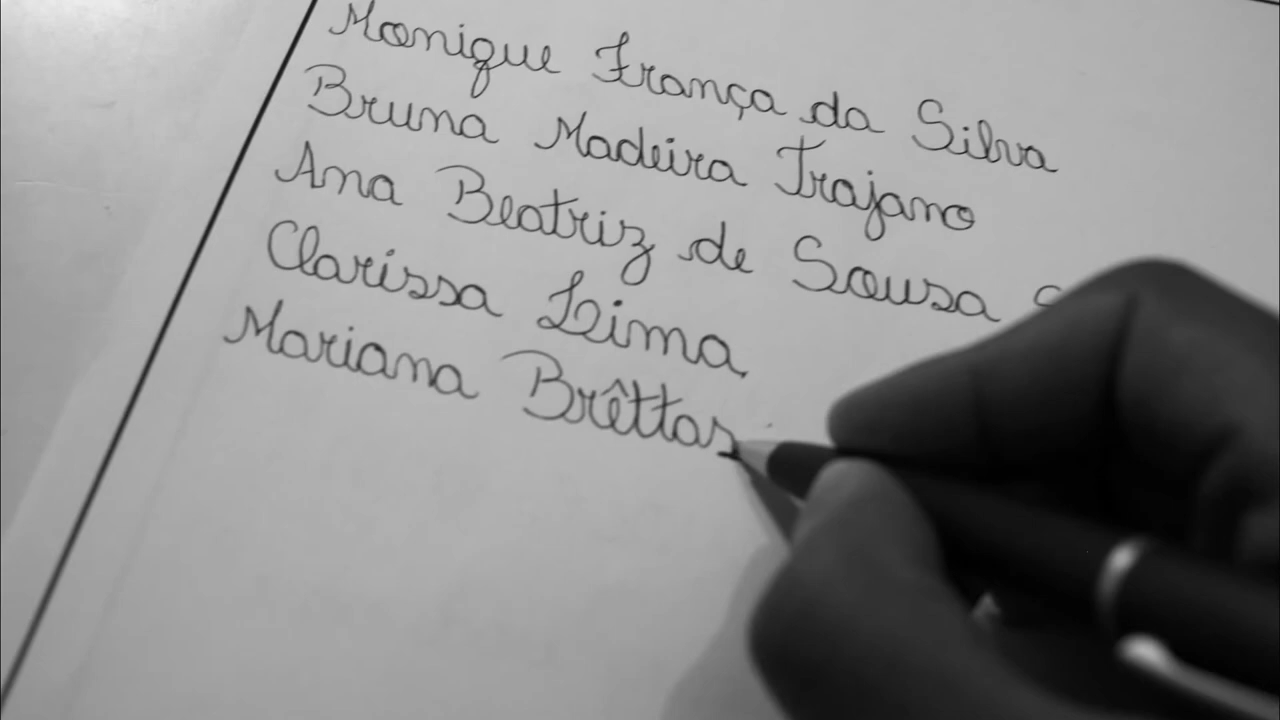 Monique França da Silva
Bruna Madeira Trajano
Ana Beatriz de Sousa
Clarissa Lima
Mariana Brêttas